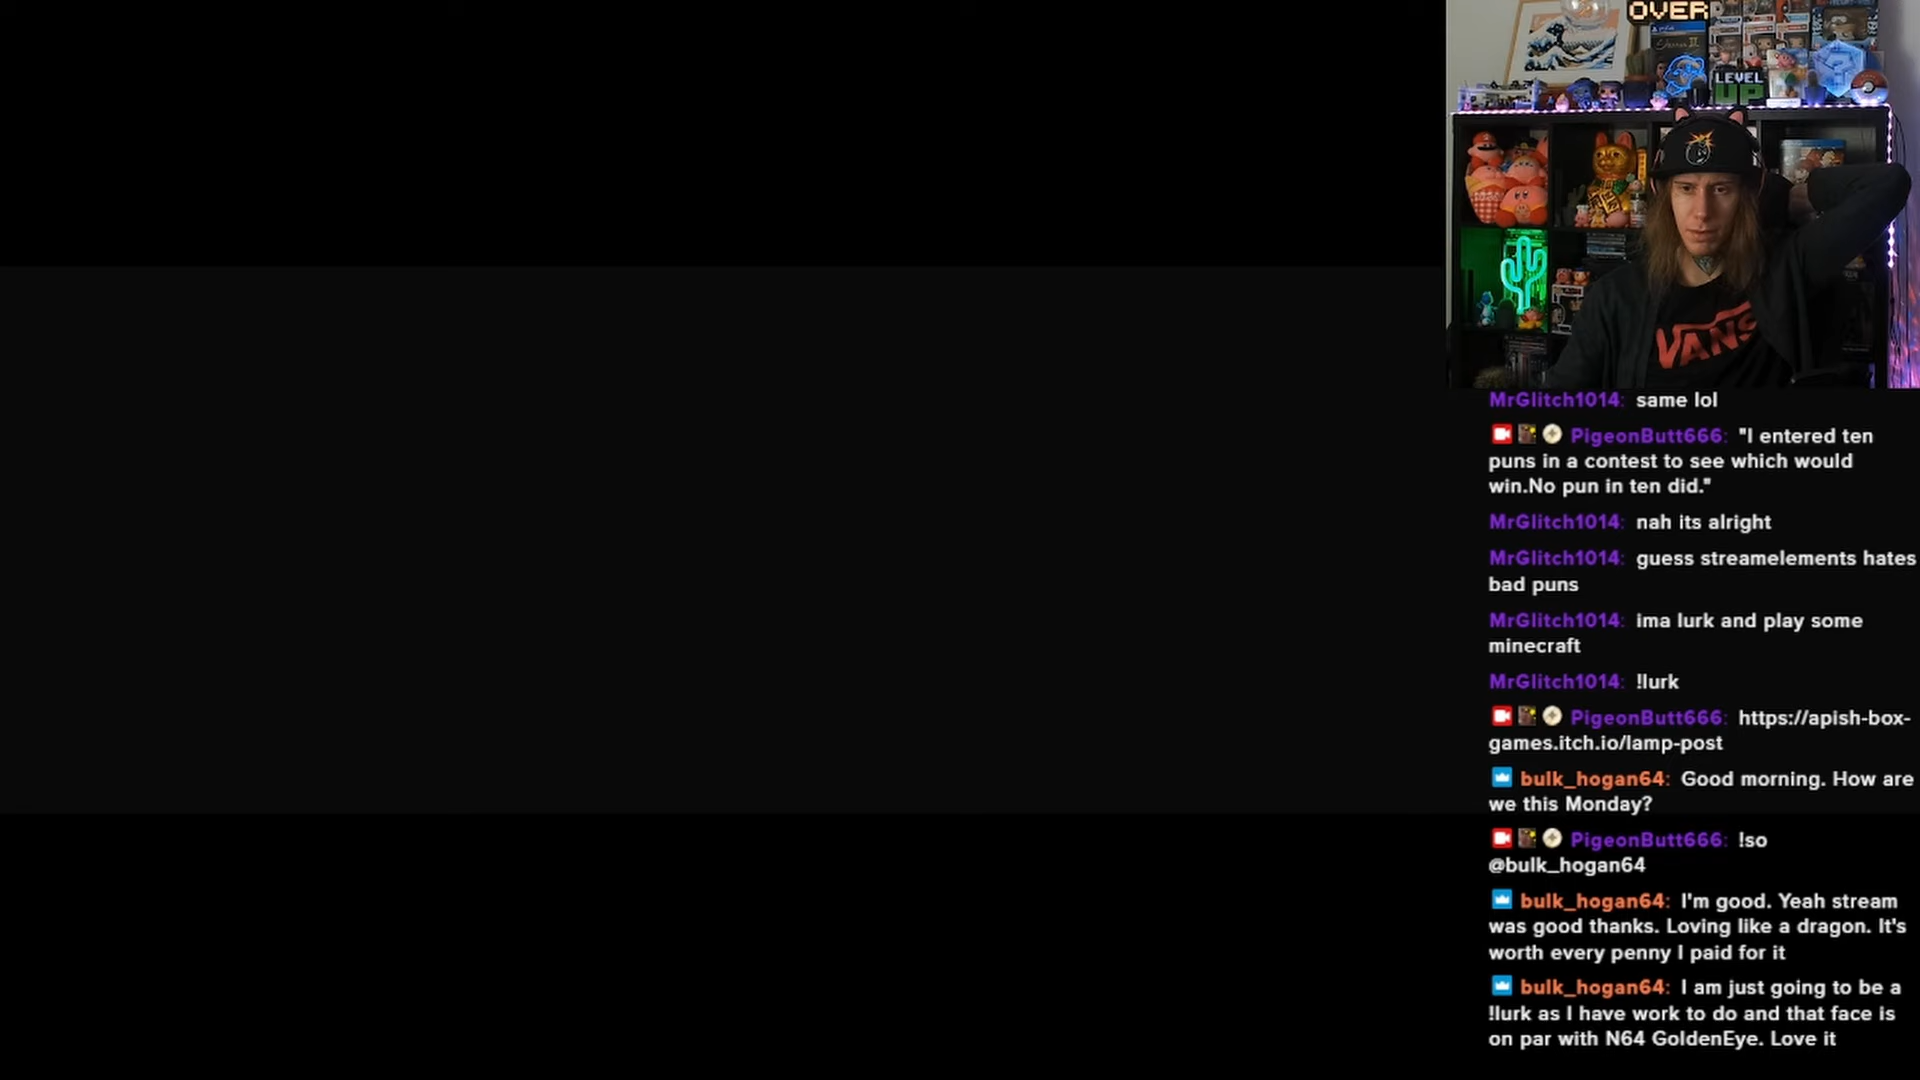 OVER
LEVEL
UP
VANS
MrGlitch1014: same lol
PigeonButt666: "I entered ten
puns in a contest to see which would
win.No pun in ten did."
MrGlitch1014: nah its alright
MrGlitch1014: guess streamelements hates
bad puns
MrGlitch1014: ima lurk and play some
minecraft
MrGlitch1014: !lurk
PigeonButt666: https://apish-box-
games.itch.io/lamp-post
bulk_hogan64: Good morning. How are
we this Monday?
PigeonButt666: !so
@bulk_hogan64
bulk_hogan64: I'm good. Yeah stream
was good thanks. Loving like a dragon. It's
worth every penny I paid for it
bulk_hogan64: I am just going to be a
!lurk as I have work to do and that face is
on par with N64 GoldenEye. Love it